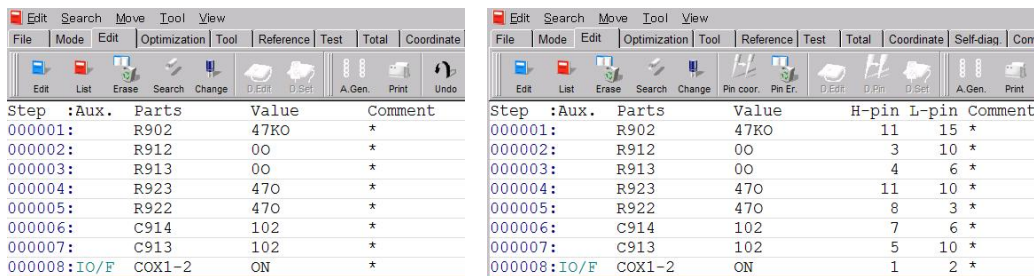 Edit Search Move Tool View
File Mode Edit Optimization Tool Reference Test Total Coordinate
Edit List Erase Search Change D.Edit D.Set A.Gen. Print Undo
Step :Aux. Parts Value Comment
000001: R902 47KO *
000002: R912 0O *
000003: R913 0O *
000004: R923 47O *
000005: R922 47O *
000006: C914 102 *
000007: C913 102 *
000008:IO/F COX1-2 ON *
Edit Search Move Tool View
File Mode Edit Optimization Tool Reference Test Total Coordinate Self-diag. Con
Edit List Erase Search Change Pin coor. Pin Er. D.Edit D.Pin D.Set A.Gen. Print
Step :Aux. Parts Value H-pin L-pin Comment
000001: R902 47KO 11 15 *
000002: R912 0O 3 10 *
000003: R913 0O 4 6 *
000004: R923 47O 11 10 *
000005: R922 47O 8 3 *
000006: C914 102 7 6 *
000007: C913 102 5 10 *
000008:IO/F COX1-2 ON 1 2 *